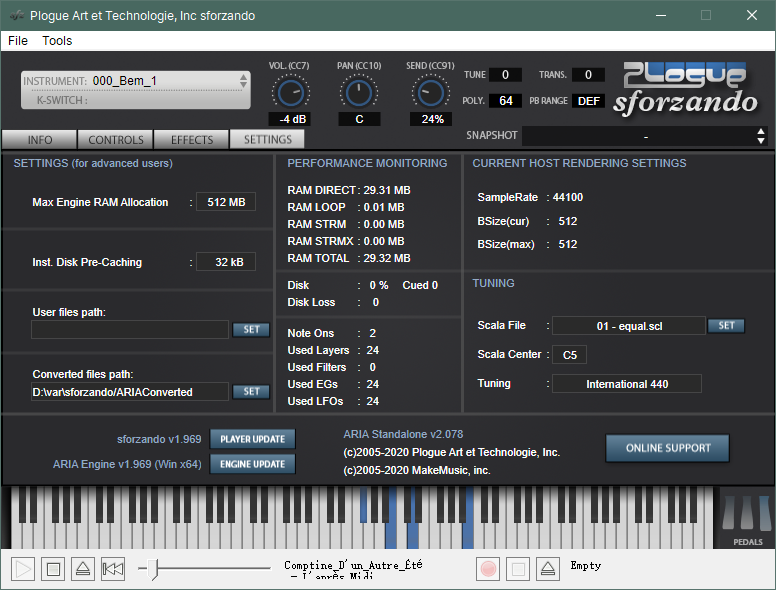 Plogue Art et Technologie, Inc sforzando
File Tools
INSTRUMENT: 000_Bem_1
K-SWITCH :
VOL. (CC7)
-4 dB
PAN (CC10)
C
SEND (CC91)
24%
TUNE 0 TRANS. 0
POLY. 64 PB RANGE DEF
PLOGUE
sforzando
INFO CONTROLS EFFECTS SETTINGS
SNAPSHOT -
SETTINGS (for advanced users)
Max Engine RAM Allocation : 512 MB
Inst. Disk Pre-Caching : 32 kB
User files path:
SET
Converted files path:
D:\var\sforzando/ARIAConverted SET
PERFORMANCE MONITORING
RAM DIRECT : 29.31 MB
RAM LOOP : 0.01 MB
RAM STRM : 0.00 MB
RAM STRMX : 0.00 MB
RAM TOTAL : 29.32 MB
Disk : 0 % Cued 0
Disk Loss : 0
Note Ons : 2
Used Layers : 24
Used Filters : 0
Used EGs : 24
Used LFOs : 24
CURRENT HOST RENDERING SETTINGS
SampleRate : 44100
BSize(cur) : 512
BSize(max) : 512
TUNING
Scala File : 01 - equal.scl SET
Scala Center : C5
Tuning : International 440
sforzando v1.969 PLAYER UPDATE
ARIA Engine v1.969 (Win x64) ENGINE UPDATE
ARIA Standalone v2.078
(c)2005-2020 Plogue Art et Technologie, Inc.
(c)2005-2020 MakeMusic, inc.
ONLINE SUPPORT
PEDALS
Comptine_D'un_Autre_Été
- L'après Midi
Empty